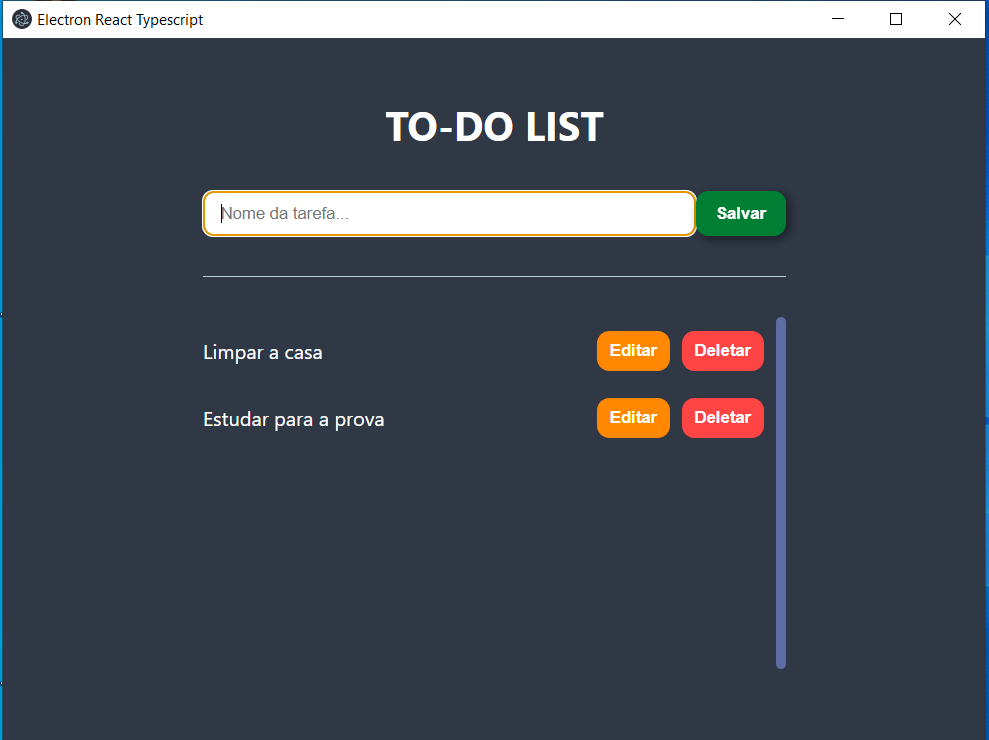 Electron React Typescript
TO-DO LIST
Nome da tarefa... Salvar
Limpar a casa Editar Deletar
Estudar para a prova Editar Deletar